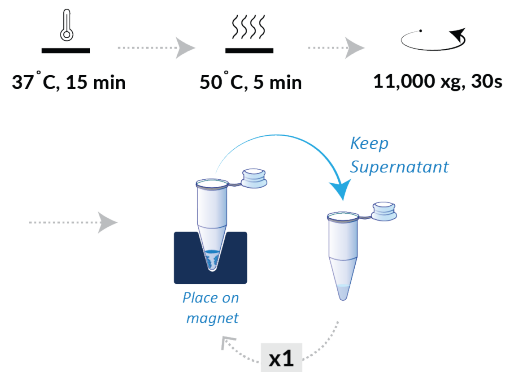 37°C, 15 min
50°C, 5 min
11,000 xg, 30s
Keep
Supernatant
Place on
magnet
x1